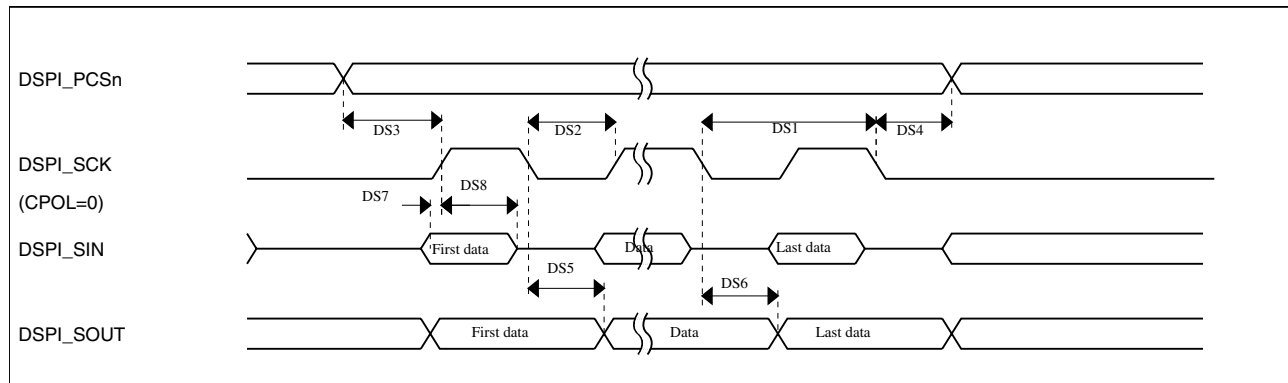 DSPI_PCSn
DS3
DS2
DS1
DS4
DSPI_SCK
(CPOL=0)
DS7
DS8
DSPI_SIN
First data
Data
Last data
DS5
DS6
DSPI_SOUT
First data
Data
Last data